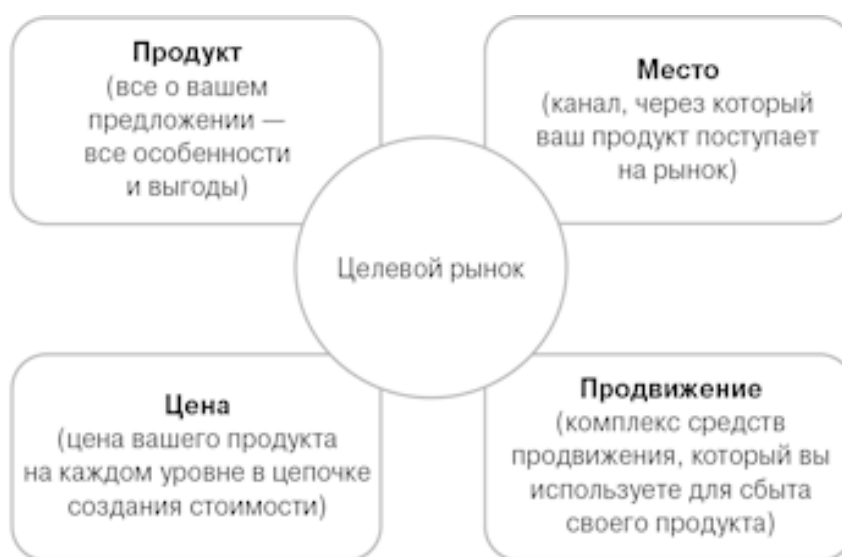 Продукт
(все о вашем
предложении —
все особенности
и выгоды)
Место
(канал, через который
ваш продукт поступает
на рынок)
Целевой рынок
Цена
(цена вашего продукта
на каждом уровне в цепочке
создания стоимости)
Продвижение
(комплекс средств
продвижения, который вы
используете для сбыта
своего продукта)